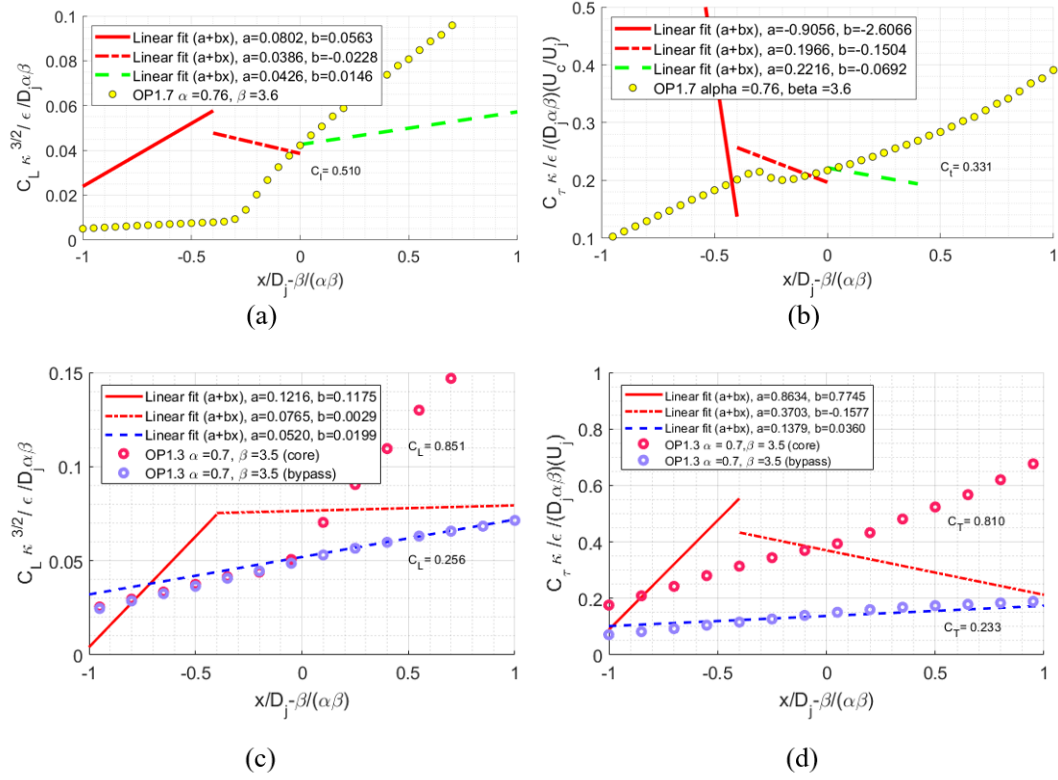 0.1
0.08
0.06
0.04
0.02
0
-1
-0.5
0
0.5
1
C_L κ ^3/2 / ϵ /D_j αβ
x/D_j-β/(αβ)
Linear fit (a+bx), a=0.0802, b=0.0563
Linear fit (a+bx), a=0.0386, b=-0.0228
Linear fit (a+bx), a=0.0426, b=0.0146
OP1.7 α =0.76, β =3.6
C_l= 0.510
(a)
0.5
0.4
0.3
0.2
0.1
-1
-0.5
0
0.5
1
C_τ κ /ϵ /(D_j αβ)(U_c/U_j)
x/D_j-β/(αβ)
Linear fit (a+bx), a=-0.9056, b=-2.6066
Linear fit (a+bx), a=0.1966, b=-0.1504
Linear fit (a+bx), a=0.2216, b=-0.0692
OP1.7 alpha =0.76, beta =3.6
C_t= 0.331
(b)
0.15
0.1
0.05
0
-1
-0.5
0
0.5
1
C_L κ ^3/2 / ϵ /D_j αβ
x/D_j-β/(αβ)
Linear fit (a+bx), a=0.1216, b=0.1175
Linear fit (a+bx), a=0.0765, b=0.0029
Linear fit (a+bx), a=0.0520, b=0.0199
OP1.3 α =0.7, β =3.5 (core)
OP1.3 α =0.7, β =3.5 (bypass)
C_L= 0.851
C_L= 0.256
(c)
1
0.8
0.6
0.4
0.2
0
-1
-0.5
0
0.5
1
C_τ κ /ϵ /(D_j αβ)(U_j)
x/D_j-β/(αβ)
Linear fit (a+bx), a=0.8634, b=0.7745
Linear fit (a+bx), a=0.3703, b=-0.1577
Linear fit (a+bx), a=0.1379, b=0.0360
OP1.3 α =0.7, β =3.5 (core)
OP1.3 α =0.7, β =3.5 (bypass)
C_T= 0.810
C_T= 0.233
(d)